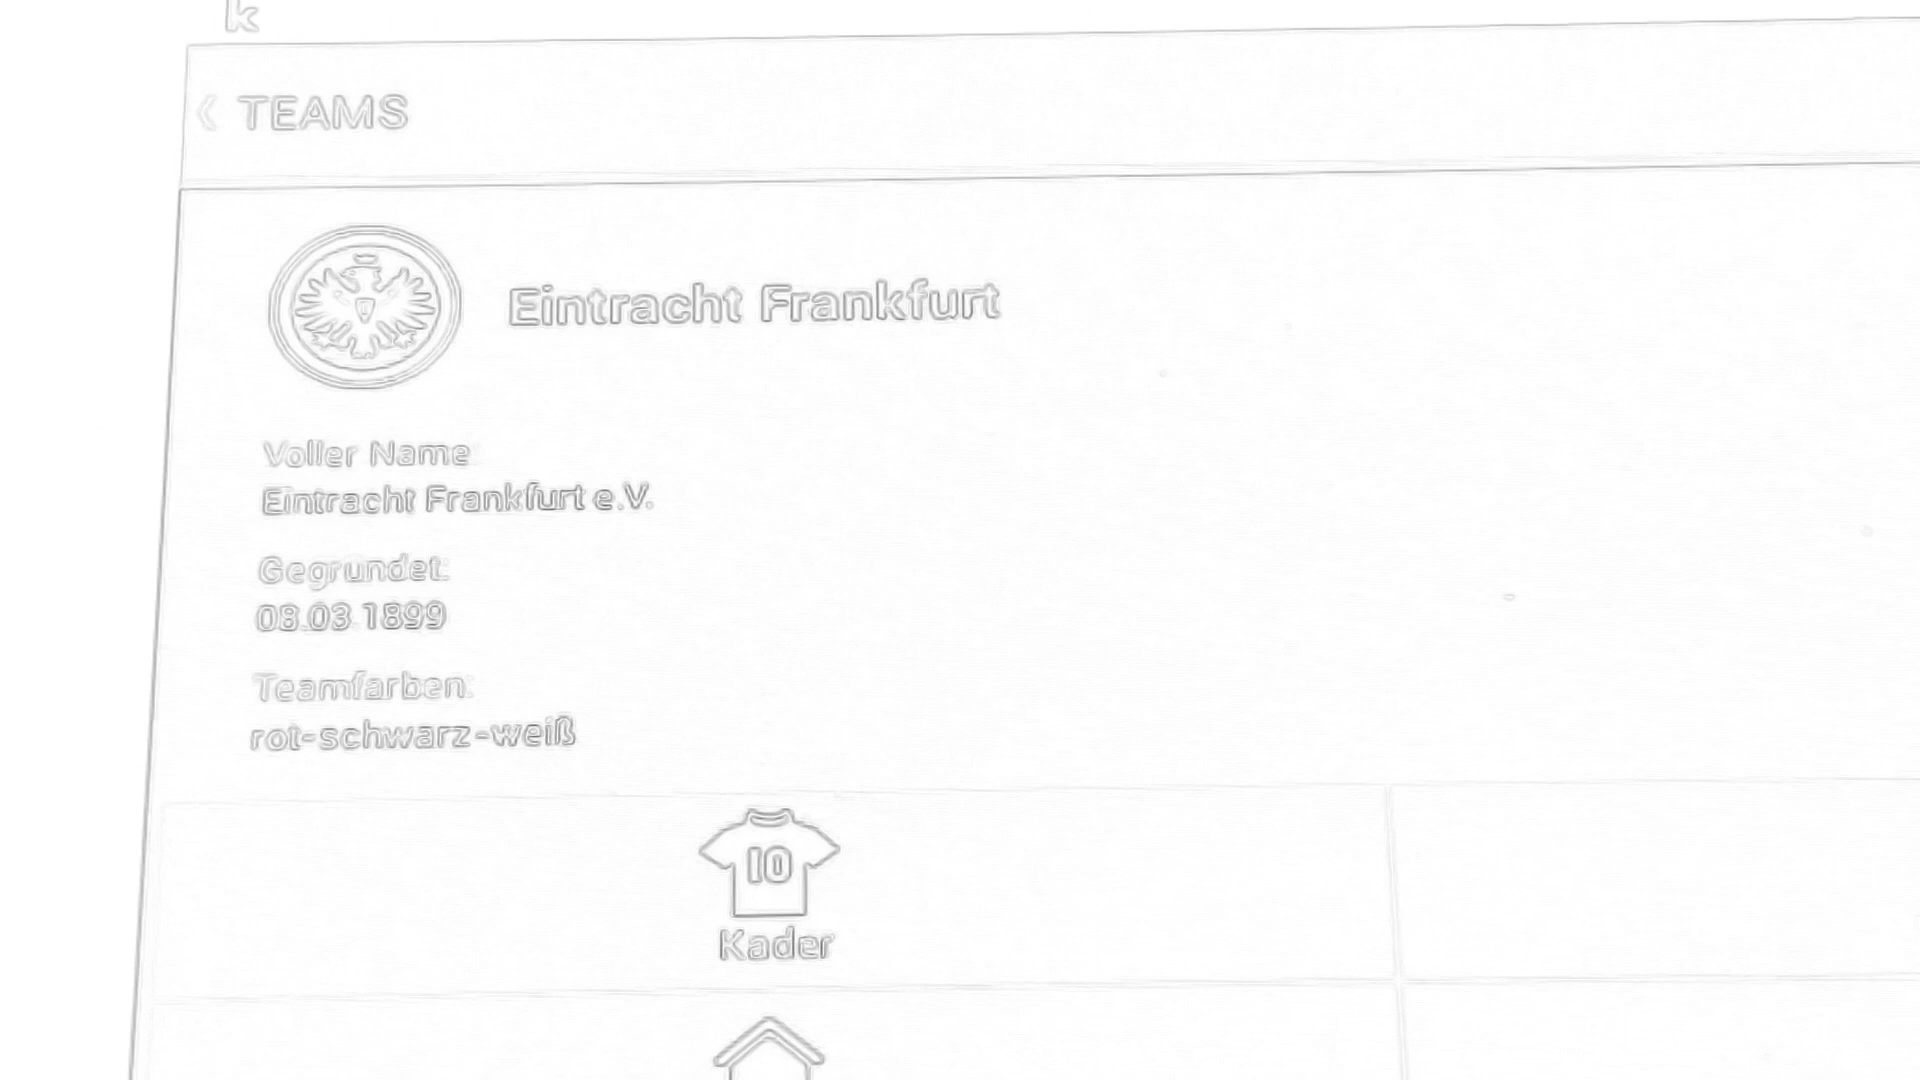 k
TEAMS
Eintracht Frankfurt
Voller Name
Eintracht Frankfurt e.V.
Gegründet:
08.03.1899
Teamfarben:
rot-schwarz-weiß
10
Kader